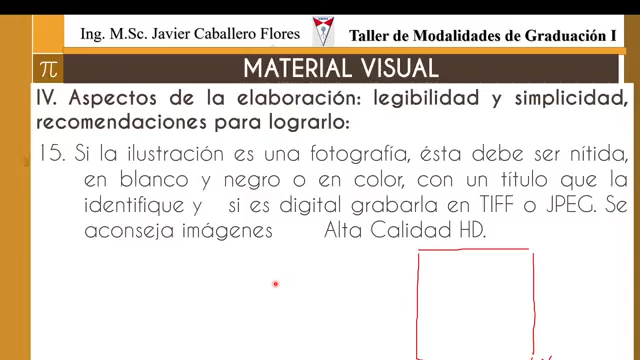 Ing. M.Sc. Javier Caballero Flores
Taller de Modalidades de Graduación I
π
MATERIAL VISUAL
IV. Aspectos de la elaboración: legibilidad y simplicidad,
recomendaciones para lograrlo:
15. Si la ilustración es una fotografía, ésta debe ser nítida,
en blanco y negro o en color, con un título que la
identifique y si es digital grabarla en TIFF o JPEG. Se
aconseja imágenes Alta Calidad HD.